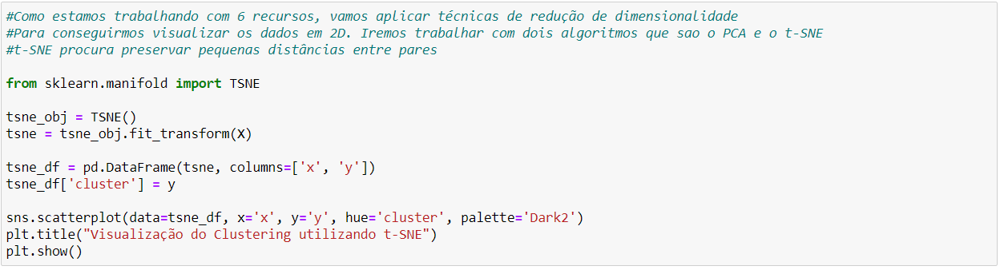 #Como estamos trabalhando com 6 recursos, vamos aplicar técnicas de redução de dimensionalidade
#Para conseguirmos visualizar os dados em 2D. Iremos trabalhar com dois algoritmos que sao o PCA e o t-SNE
#t-SNE procura preservar pequenas distâncias entre pares
from sklearn.manifold import TSNE
tsne_obj = TSNE()
tsne = tsne_obj.fit_transform(X)
tsne_df = pd.DataFrame(tsne, columns=['x', 'y'])
tsne_df['cluster'] = y
sns.scatterplot(data=tsne_df, x='x', y='y', hue='cluster', palette='Dark2')
plt.title("Visualização do Clustering utilizando t-SNE")
plt.show()